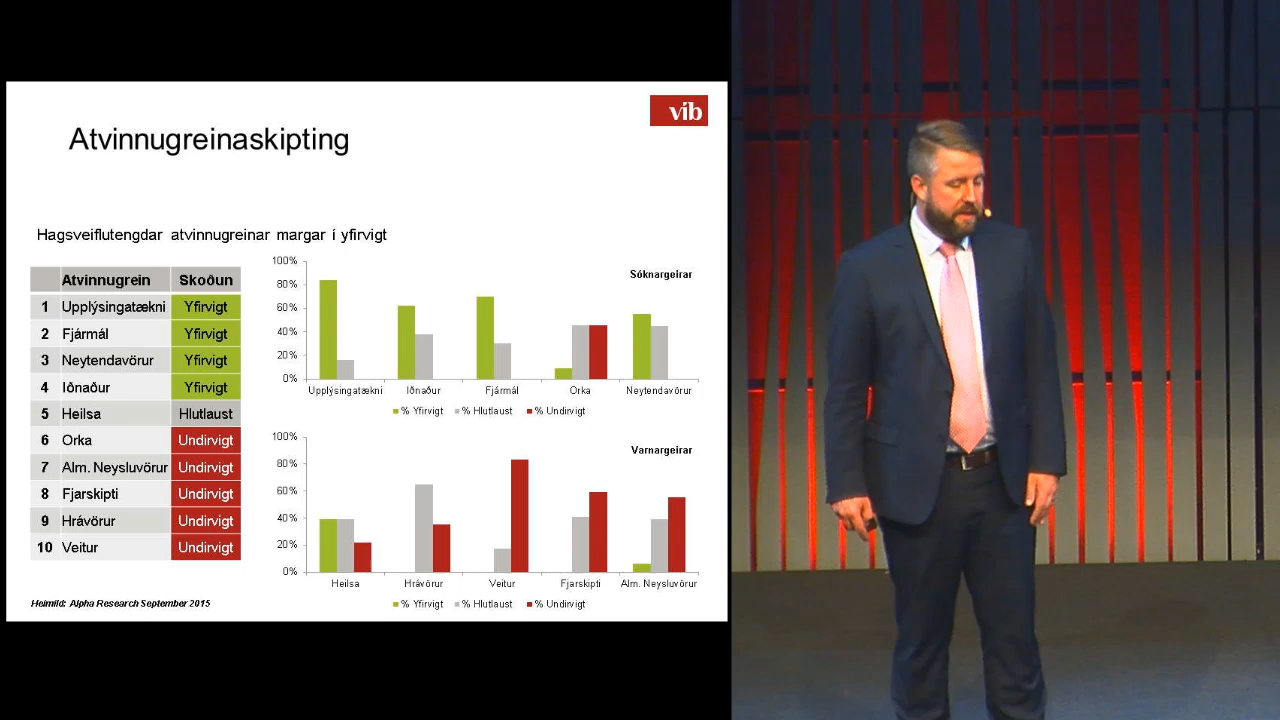 víb
Atvinnugreinaskipting
Hagsveiflutengdar atvinnugreinar margar í yfirvigt
Atvinnugrein Skoðun
1 Upplýsingatækni Yfirvigt
2 Fjármál Yfirvigt
3 Neytendavörur Yfirvigt
4 Iðnaður Yfirvigt
5 Heilsa Hlutlaust
6 Orka Undirvigt
7 Alm. Neysluvörur Undirvigt
8 Fjarskipti Undirvigt
9 Hrávörur Undirvigt
10 Veitur Undirvigt
Heimild: Alpha Research September 2015
Sóknargeirar
100%
80%
60%
40%
20%
0%
Upplýsingatækni Iðnaður Fjármál Orka Neytendavörur
% Yfirvigt % Hlutlaust % Undirvigt
Varnargeirar
100%
80%
60%
40%
20%
0%
Heilsa Hrávörur Veitur Fjarskipti Alm. Neysluvörur
% Yfirvigt % Hlutlaust % Undirvigt